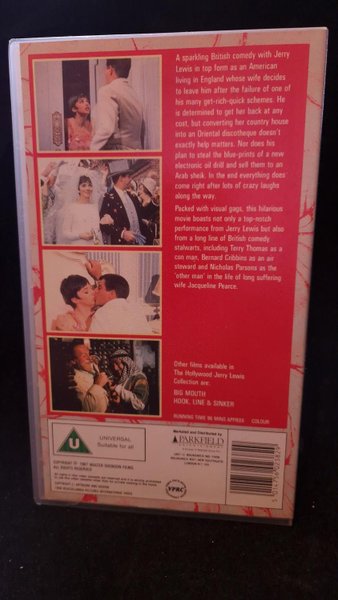 A sparkling British comedy with Jerry
Lewis in top form as an American
living in England whose wife decides
to leave him after the failure of one of
his many get-rich-quick schemes. He
is determined to get her back at any
cost, but converting her country house
into an Oriental discotheque doesn't
exactly help matters. Nor does his
plan to steal the blue-prints of a new
electronic oil drill and sell them to an
Arab sheik. In the end everything does
come right after lots of crazy laughs
along the way.
Packed with visual gags, this hilarious
movie boasts not only a top-notch
performance from Jerry Lewis but also
from a long line of British comedy
stalwarts, including Terry Thomas as a
con man, Bernard Cribbins as an air
steward and Nicholas Parsons as the
'other man' in the life of long suffering
wife Jacqueline Pearce.
Other films available in
The Hollywood Jerry Lewis
Collection are:
BIG MOUTH
HOOK, LINE & SINKER
RUNNING TIME 86 MINS APPROX COLOUR
U
UNIVERSAL
Suitable for all
Marketed and Distributed by
PARKFIELD
VPRC